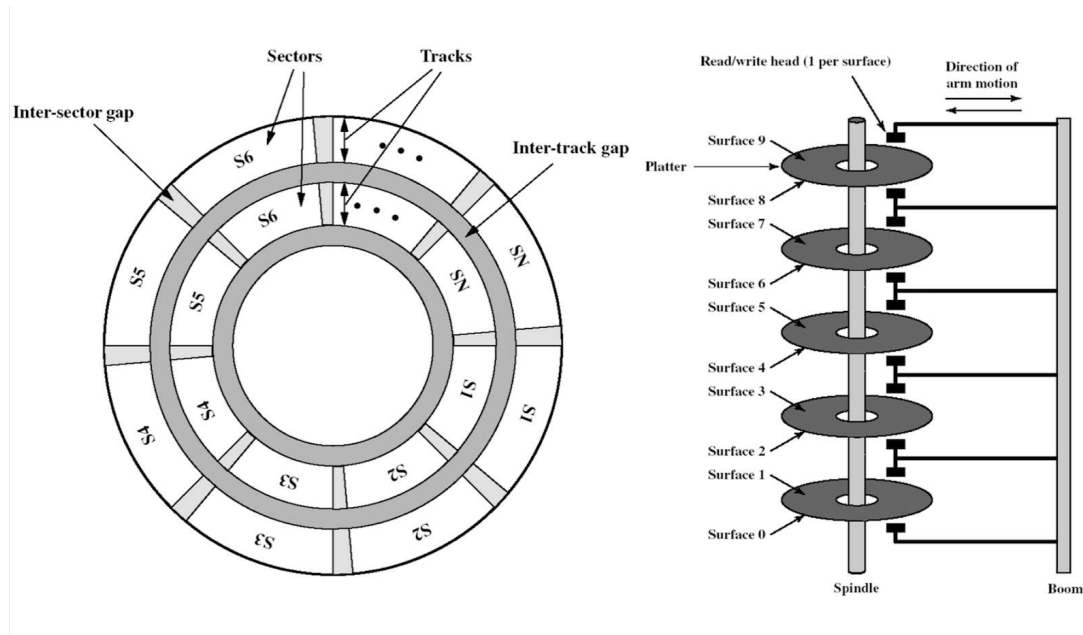 Sectors
Tracks
Inter-sector gap
Inter-track gap
S6
S6
SN
SN
S5
S5
S1
S1
S4
S4
S2
S2
S3
S3
Read/write head (1 per surface)
Direction of
arm motion
Surface 9
Platter
Surface 8
Surface 7
Surface 6
Surface 5
Surface 4
Surface 3
Surface 2
Surface 1
Surface 0
Spindle
Boom